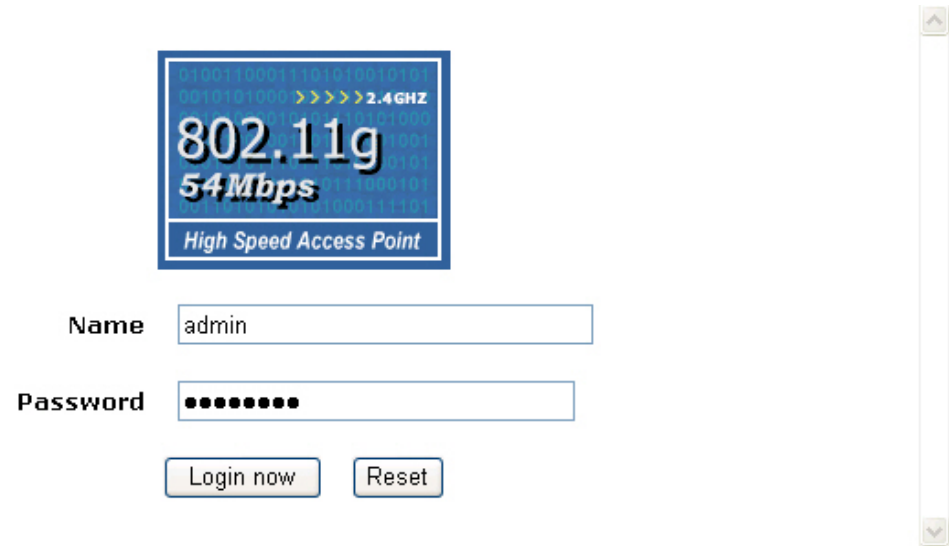 >>>>> 2.4GHZ
802.11g
54Mbps
High Speed Access Point
Name admin
Password ●●●●●●●●
Login now Reset